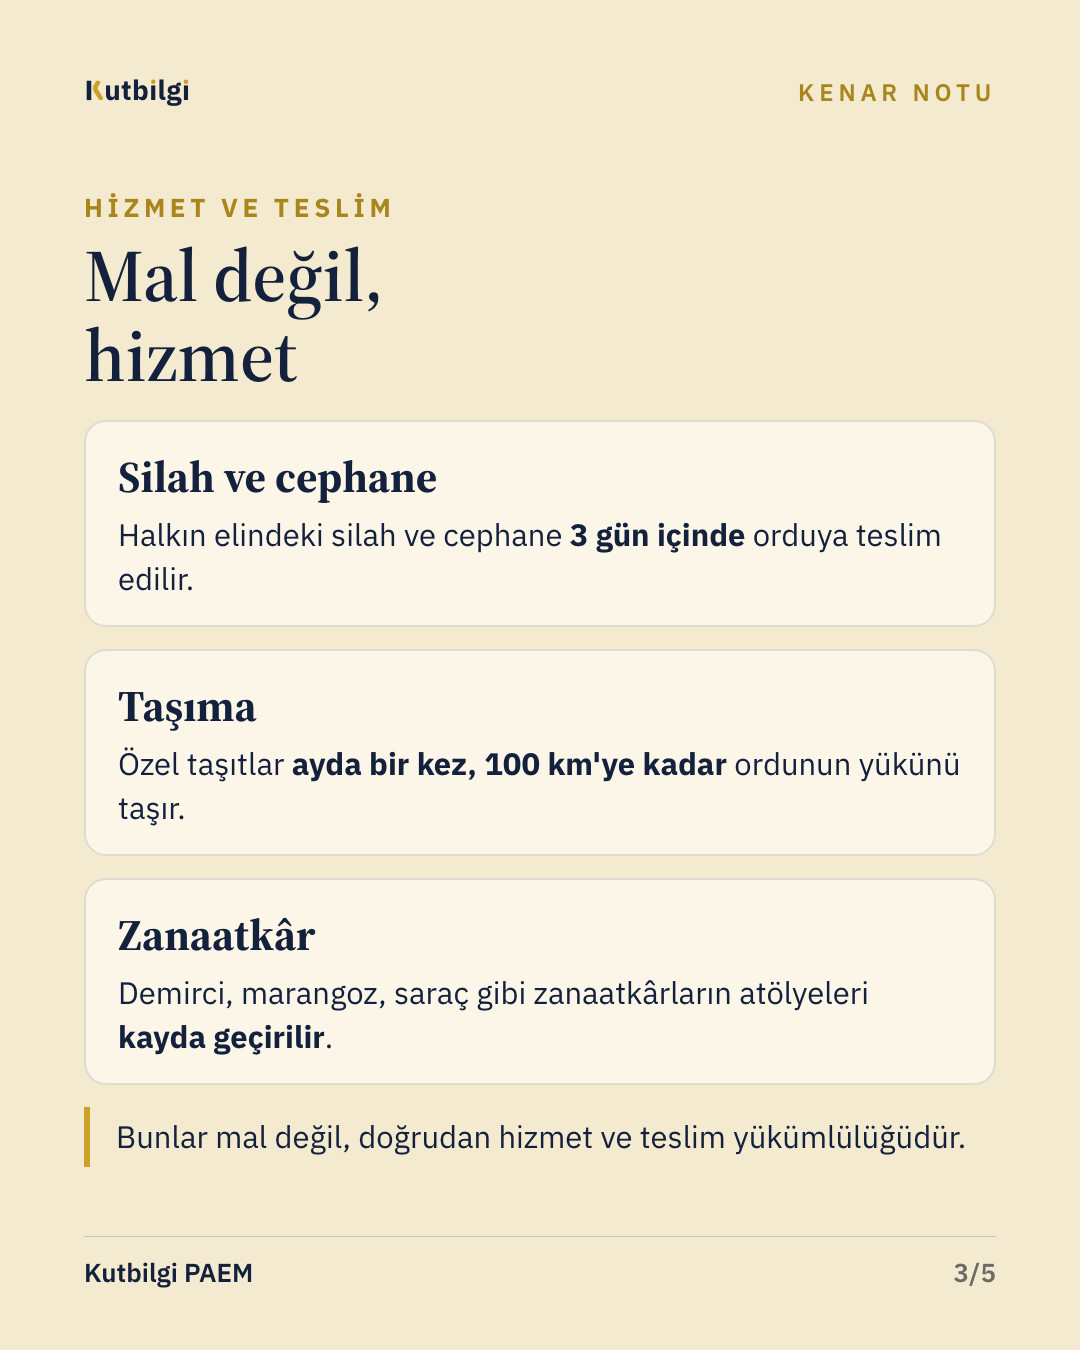 Kutbilgi
KENAR NOTU
HİZMET VE TESLİM
Mal değil,
hizmet
Silah ve cephane
Halkın elindeki silah ve cephane 3 gün içinde orduya teslim
edilir.
Taşıma
Özel taşıtlar ayda bir kez, 100 km'ye kadar ordunun yükünü
taşır.
Zanaatkâr
Demirci, marangoz, saraç gibi zanaatkârların atölyeleri
kayda geçirilir.
Bunlar mal değil, doğrudan hizmet ve teslim yükümlülüğüdür.
Kutbilgi PAEM
3/5